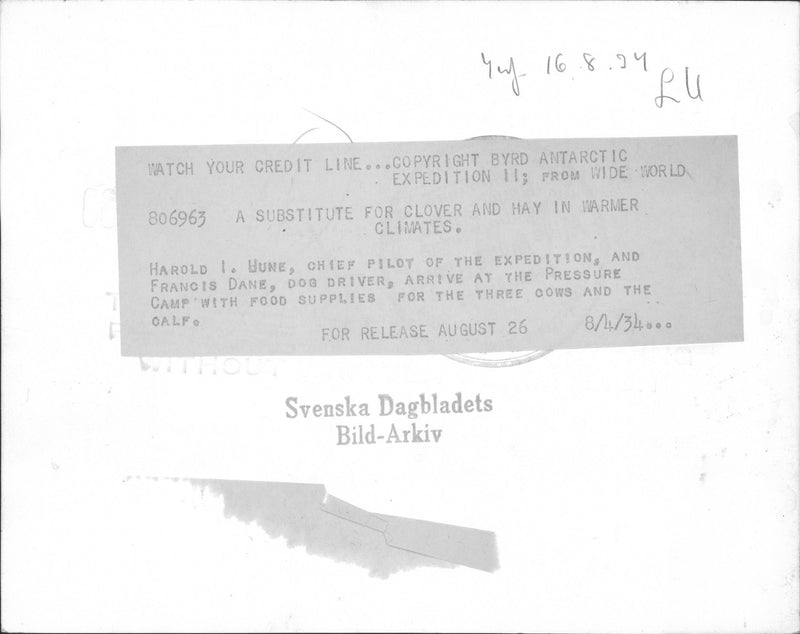 16.8.34
LU
WATCH YOUR CREDIT LINE...COPYRIGHT BYRD ANTARCTIC
EXPEDITION II; FROM WIDE WORLD
806963 A SUBSTITUTE FOR CLOVER AND HAY IN WARMER
CLIMATES.
HAROLD I. JUNE, CHIEF PILOT OF THE EXPEDITION, AND
FRANCIS DANE, DOG DRIVER, ARRIVE AT THE PRESSURE
CAMP WITH FOOD SUPPLIES FOR THE THREE COWS AND THE
CALF.
FOR RELEASE AUGUST 26 8/4/34...
WITHOUT
Svenska Dagbladets
Bild-Arkiv